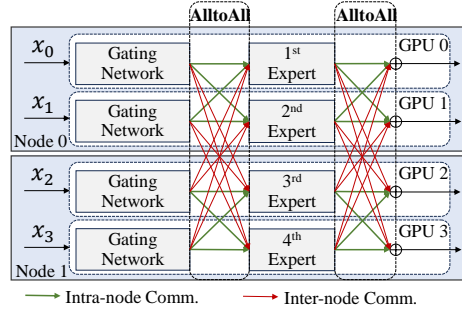 AlltoAll AlltoAll
x₀ Gating Network 1st Expert GPU 0
x₁ Gating Network 2nd Expert GPU 1
Node 0
x₂ Gating Network 3rd Expert GPU 2
x₃ Gating Network 4th Expert GPU 3
Node 1
Intra-node Comm. Inter-node Comm.